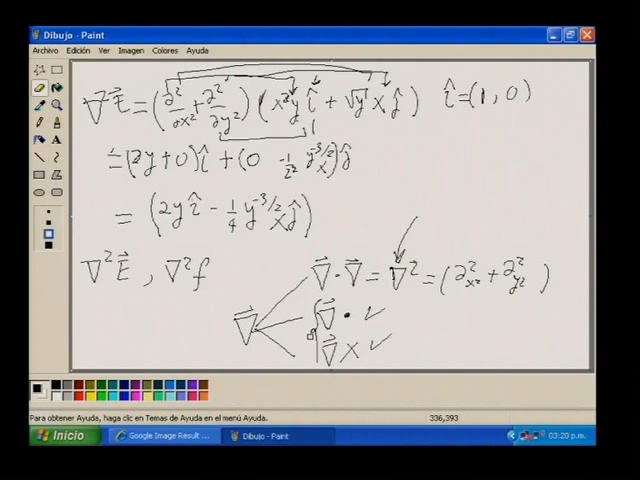 Dibujo - Paint
Archivo Edición Ver Imagen Colores Ayuda
∇²E⃗ = (∂²/∂x² + ∂²/∂y²) (x²y î + √y x ĵ) î = (1, 0)
1
= (2y + 0) î + (0 - 1/2² y^-3/2 x) ĵ
= (2y î - 1/4 y^-3/2 x ĵ)
∇²E⃗ , ∇²f
∇⃗ · ∇⃗ = ∇² = (∂²x² + ∂²y²)
∇⃗ ∇⃗ · ✓
∇⃗ × ✓
Para obtener Ayuda, haga clic en Temas de Ayuda en el menú Ayuda. 336,393
Inicio Google Image Result ... Dibujo - Paint 03:20 p.m.